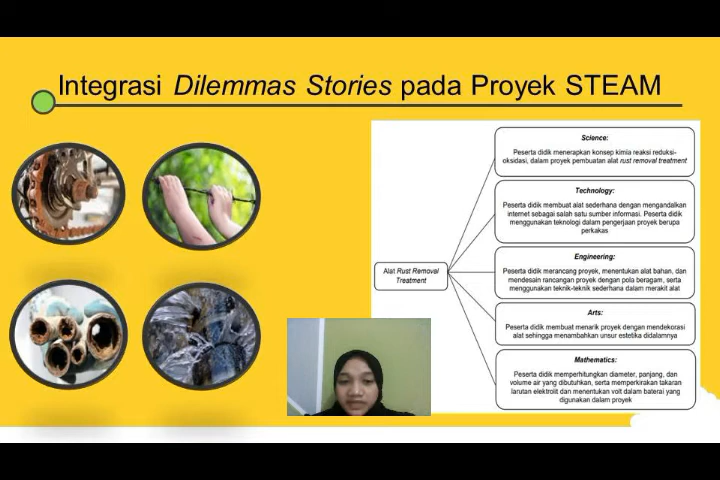 Integrasi Dilemmas Stories pada Proyek STEAM
Alat Rust Removal
Treatment
Science:
Peserta didik menerapkan konsep kimia reaksi reduksi-
oksidasi, dalam proyek pembuatan alat rust removal treatment
Technology:
Peserta didik membuat alat sederhana dengan mengandalkan
internet sebagai salah satu sumber informasi. Peserta didik
menggunakan teknologi dalam pengerjaan proyek berupa
perkakas
Engineering:
Peserta didik merancang proyek, menentukan alat bahan, dan
mendesain rancangan proyek dengan pola beragam, serta
menggunakan teknik-teknik sederhana dalam merakit alat
Arts:
Peserta didik membuat menarik proyek dengan mendekorasi
alat sehingga menambahkan unsur estetika didalamnya
Mathematics:
Peserta didik memperhitungkan diameter, panjang, dan
volume air yang dibutuhkan, serta memperkirakan takaran
larutan elektrolit dan menentukan volt dalam baterai yang
digunakan dalam proyek